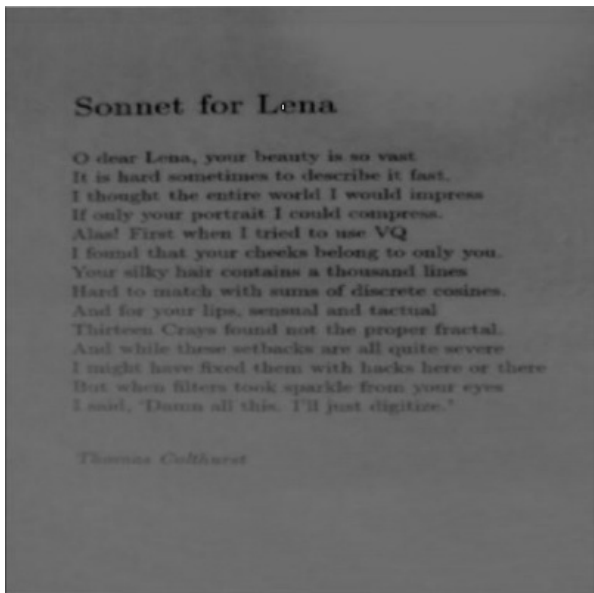 Sonnet for Lena
O dear Lena, your beauty is so vast
It is hard sometimes to describe it fast.
I thought the entire world I would impress
If only your portrait I could compress.
Alas! First when I tried to use VQ
I found that your cheeks belong to only you.
Your silky hair contains a thousand lines
Hard to match with sums of discrete cosines.
And for your lips, sensual and tactual
Thirteen Crays found not the proper fractal.
And while these setbacks are all quite severe
I might have fixed them with hacks here or there
But when filters took sparkle from your eyes
I said, 'Damn all this. I'll just digitize.'
Thomas Colthurst